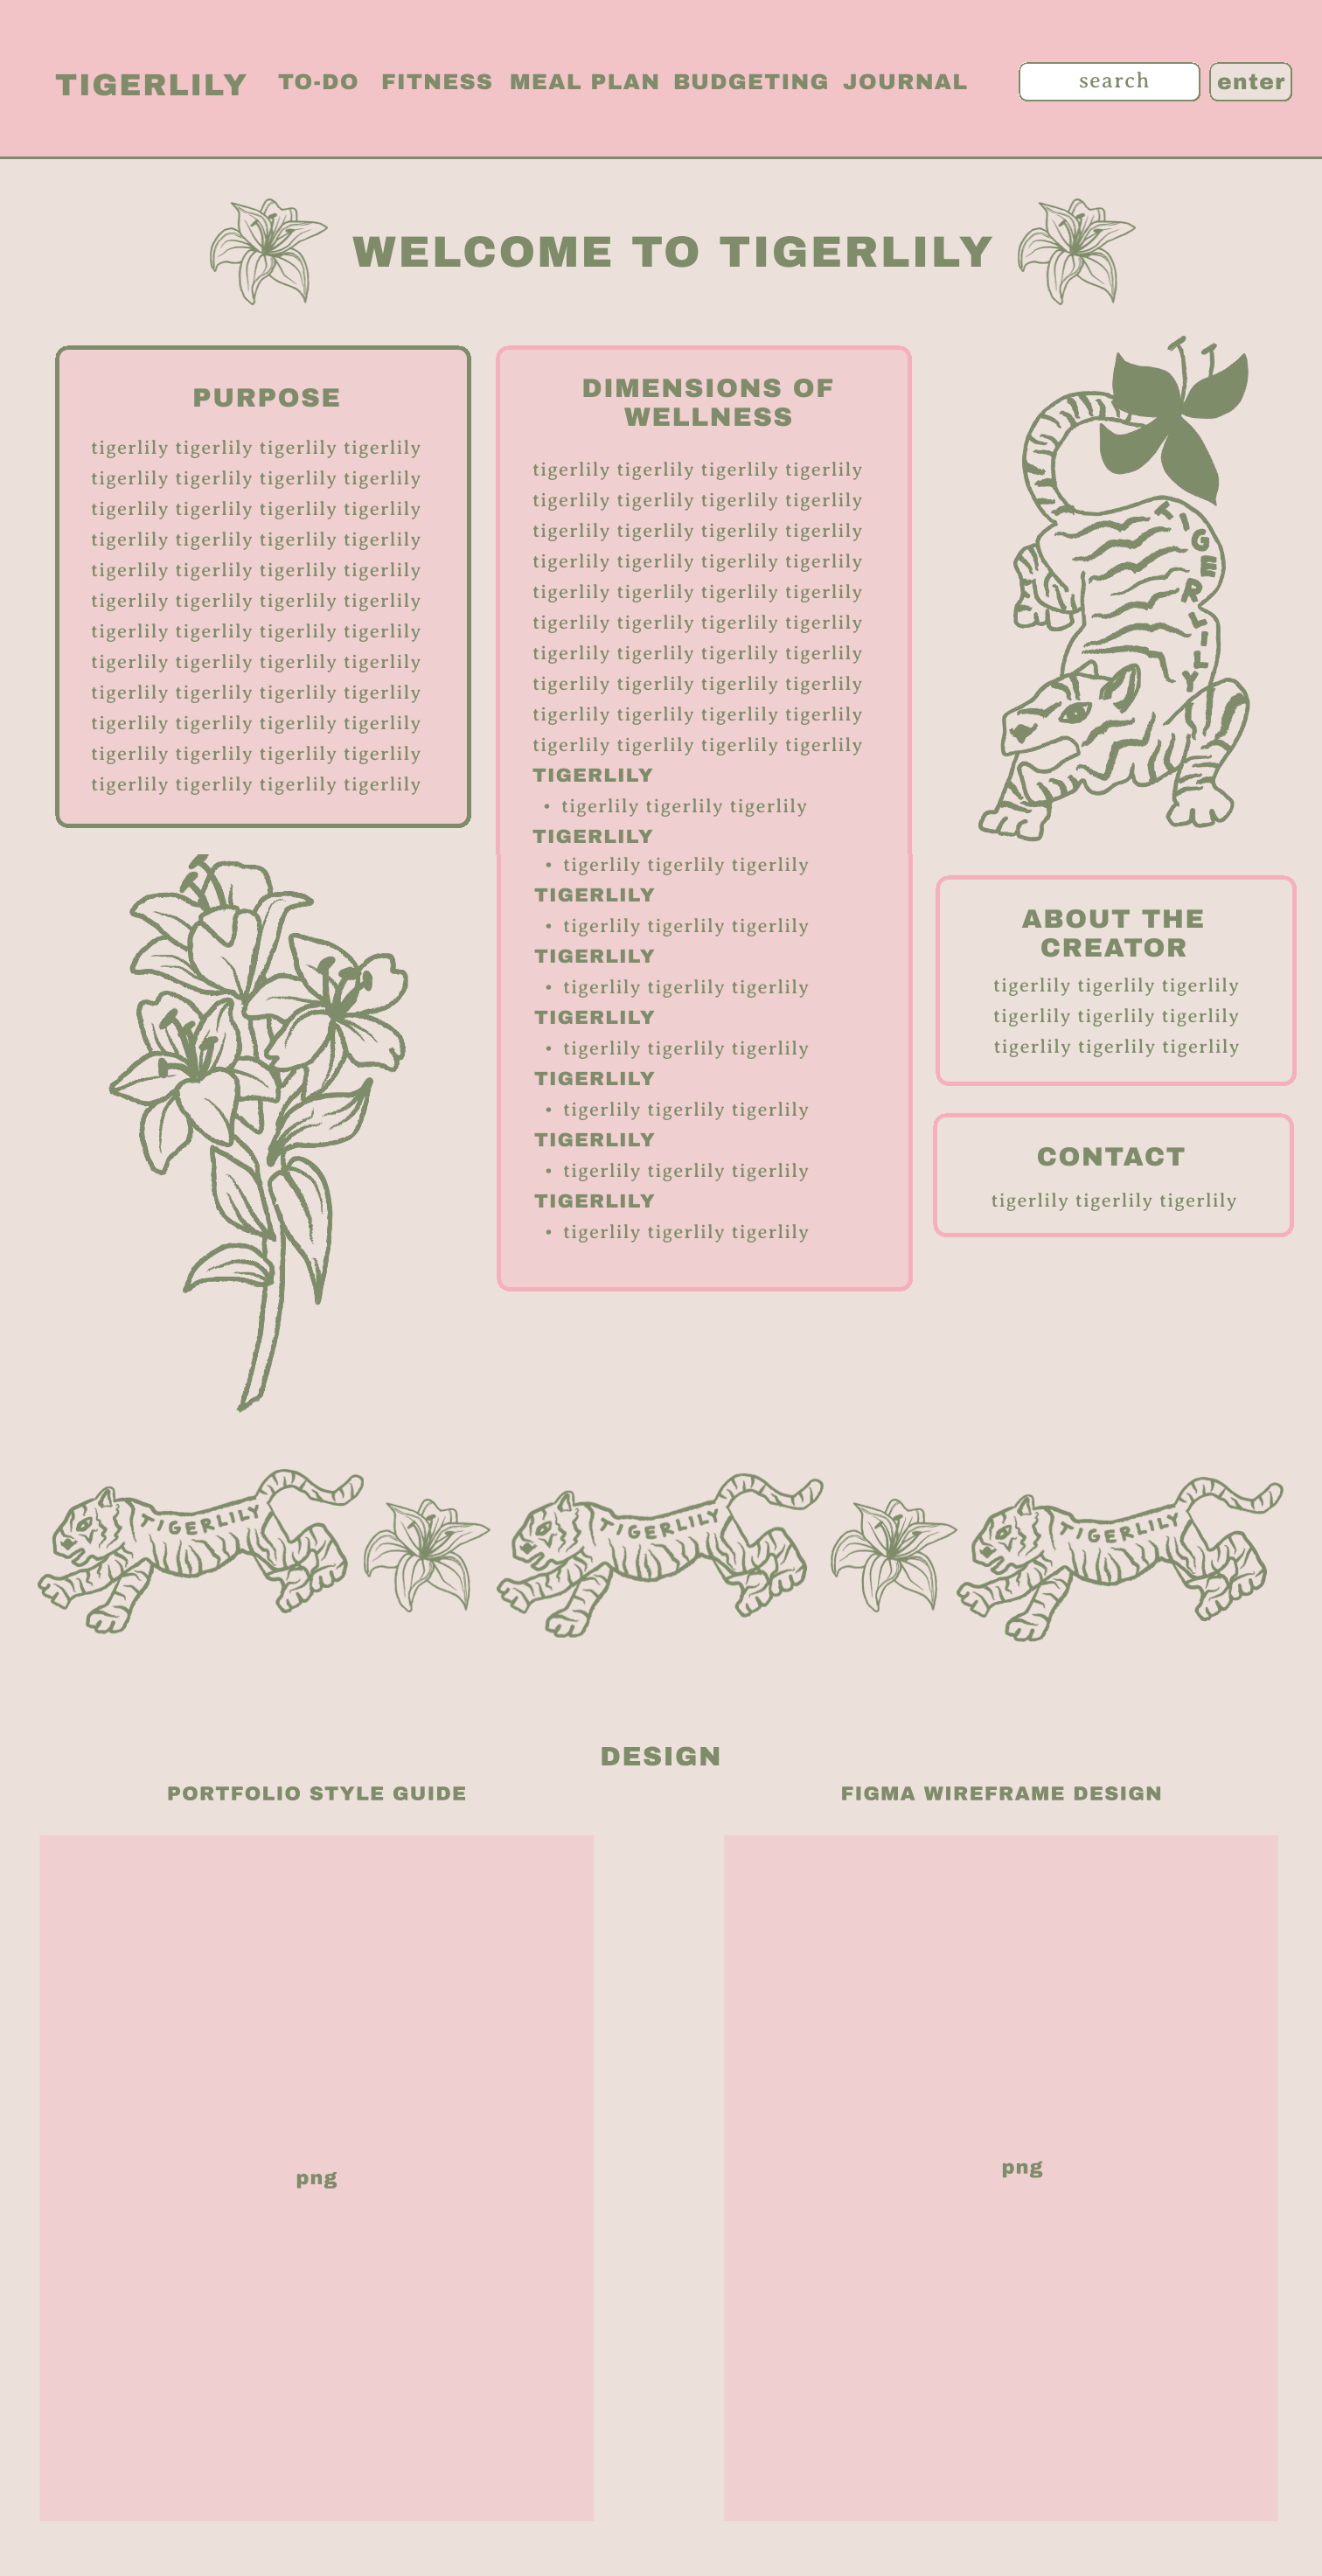 TIGERLILY TO-DO FITNESS MEAL PLAN BUDGETING JOURNAL search enter
WELCOME TO TIGERLILY
PURPOSE
tigerlily tigerlily tigerlily tigerlily
tigerlily tigerlily tigerlily tigerlily
tigerlily tigerlily tigerlily tigerlily
tigerlily tigerlily tigerlily tigerlily
tigerlily tigerlily tigerlily tigerlily
tigerlily tigerlily tigerlily tigerlily
tigerlily tigerlily tigerlily tigerlily
tigerlily tigerlily tigerlily tigerlily
tigerlily tigerlily tigerlily tigerlily
tigerlily tigerlily tigerlily tigerlily
tigerlily tigerlily tigerlily tigerlily
tigerlily tigerlily tigerlily tigerlily
DIMENSIONS OF
WELLNESS
tigerlily tigerlily tigerlily tigerlily
tigerlily tigerlily tigerlily tigerlily
tigerlily tigerlily tigerlily tigerlily
tigerlily tigerlily tigerlily tigerlily
tigerlily tigerlily tigerlily tigerlily
tigerlily tigerlily tigerlily tigerlily
tigerlily tigerlily tigerlily tigerlily
tigerlily tigerlily tigerlily tigerlily
tigerlily tigerlily tigerlily tigerlily
tigerlily tigerlily tigerlily tigerlily
TIGERLILY
• tigerlily tigerlily tigerlily
TIGERLILY
• tigerlily tigerlily tigerlily
TIGERLILY
• tigerlily tigerlily tigerlily
TIGERLILY
• tigerlily tigerlily tigerlily
TIGERLILY
• tigerlily tigerlily tigerlily
TIGERLILY
• tigerlily tigerlily tigerlily
TIGERLILY
• tigerlily tigerlily tigerlily
TIGERLILY
• tigerlily tigerlily tigerlily
TIGERLILY
ABOUT THE
CREATOR
tigerlily tigerlily tigerlily
tigerlily tigerlily tigerlily
tigerlily tigerlily tigerlily
CONTACT
tigerlily tigerlily tigerlily
TIGERLILY
TIGERLILY
TIGERLILY
DESIGN
PORTFOLIO STYLE GUIDE
FIGMA WIREFRAME DESIGN
png
png